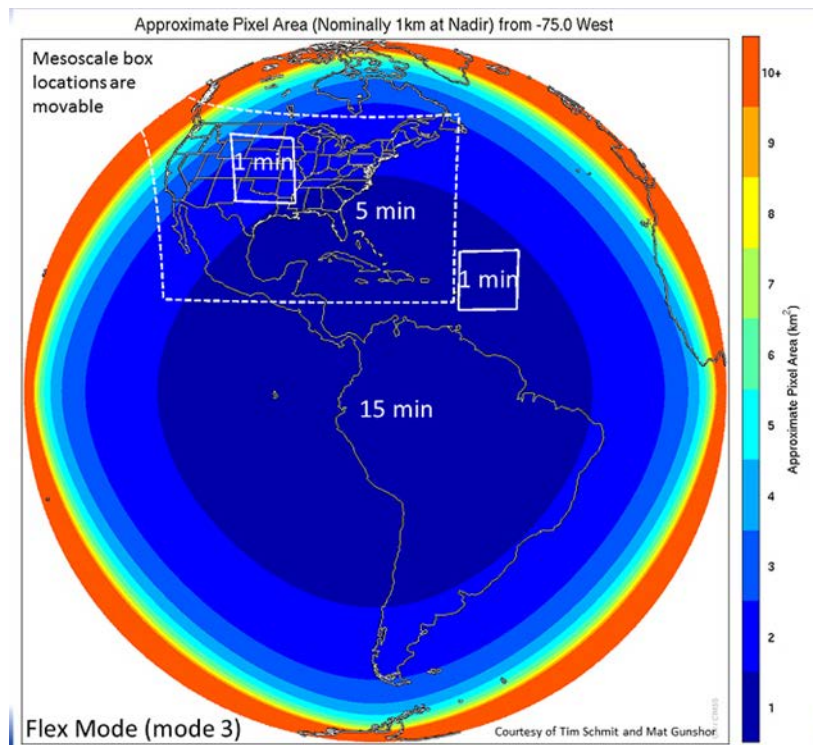 Approximate Pixel Area (Nominally 1km at Nadir) from -75.0 West
Mesoscale box
locations are
movable
1 min
5 min
1 min
15 min
10+
9
8
7
6
5
4
3
2
1
Approximate Pixel Area (km²)
Flex Mode (mode 3)
Courtesy of Tim Schmit and Mat Gunshor